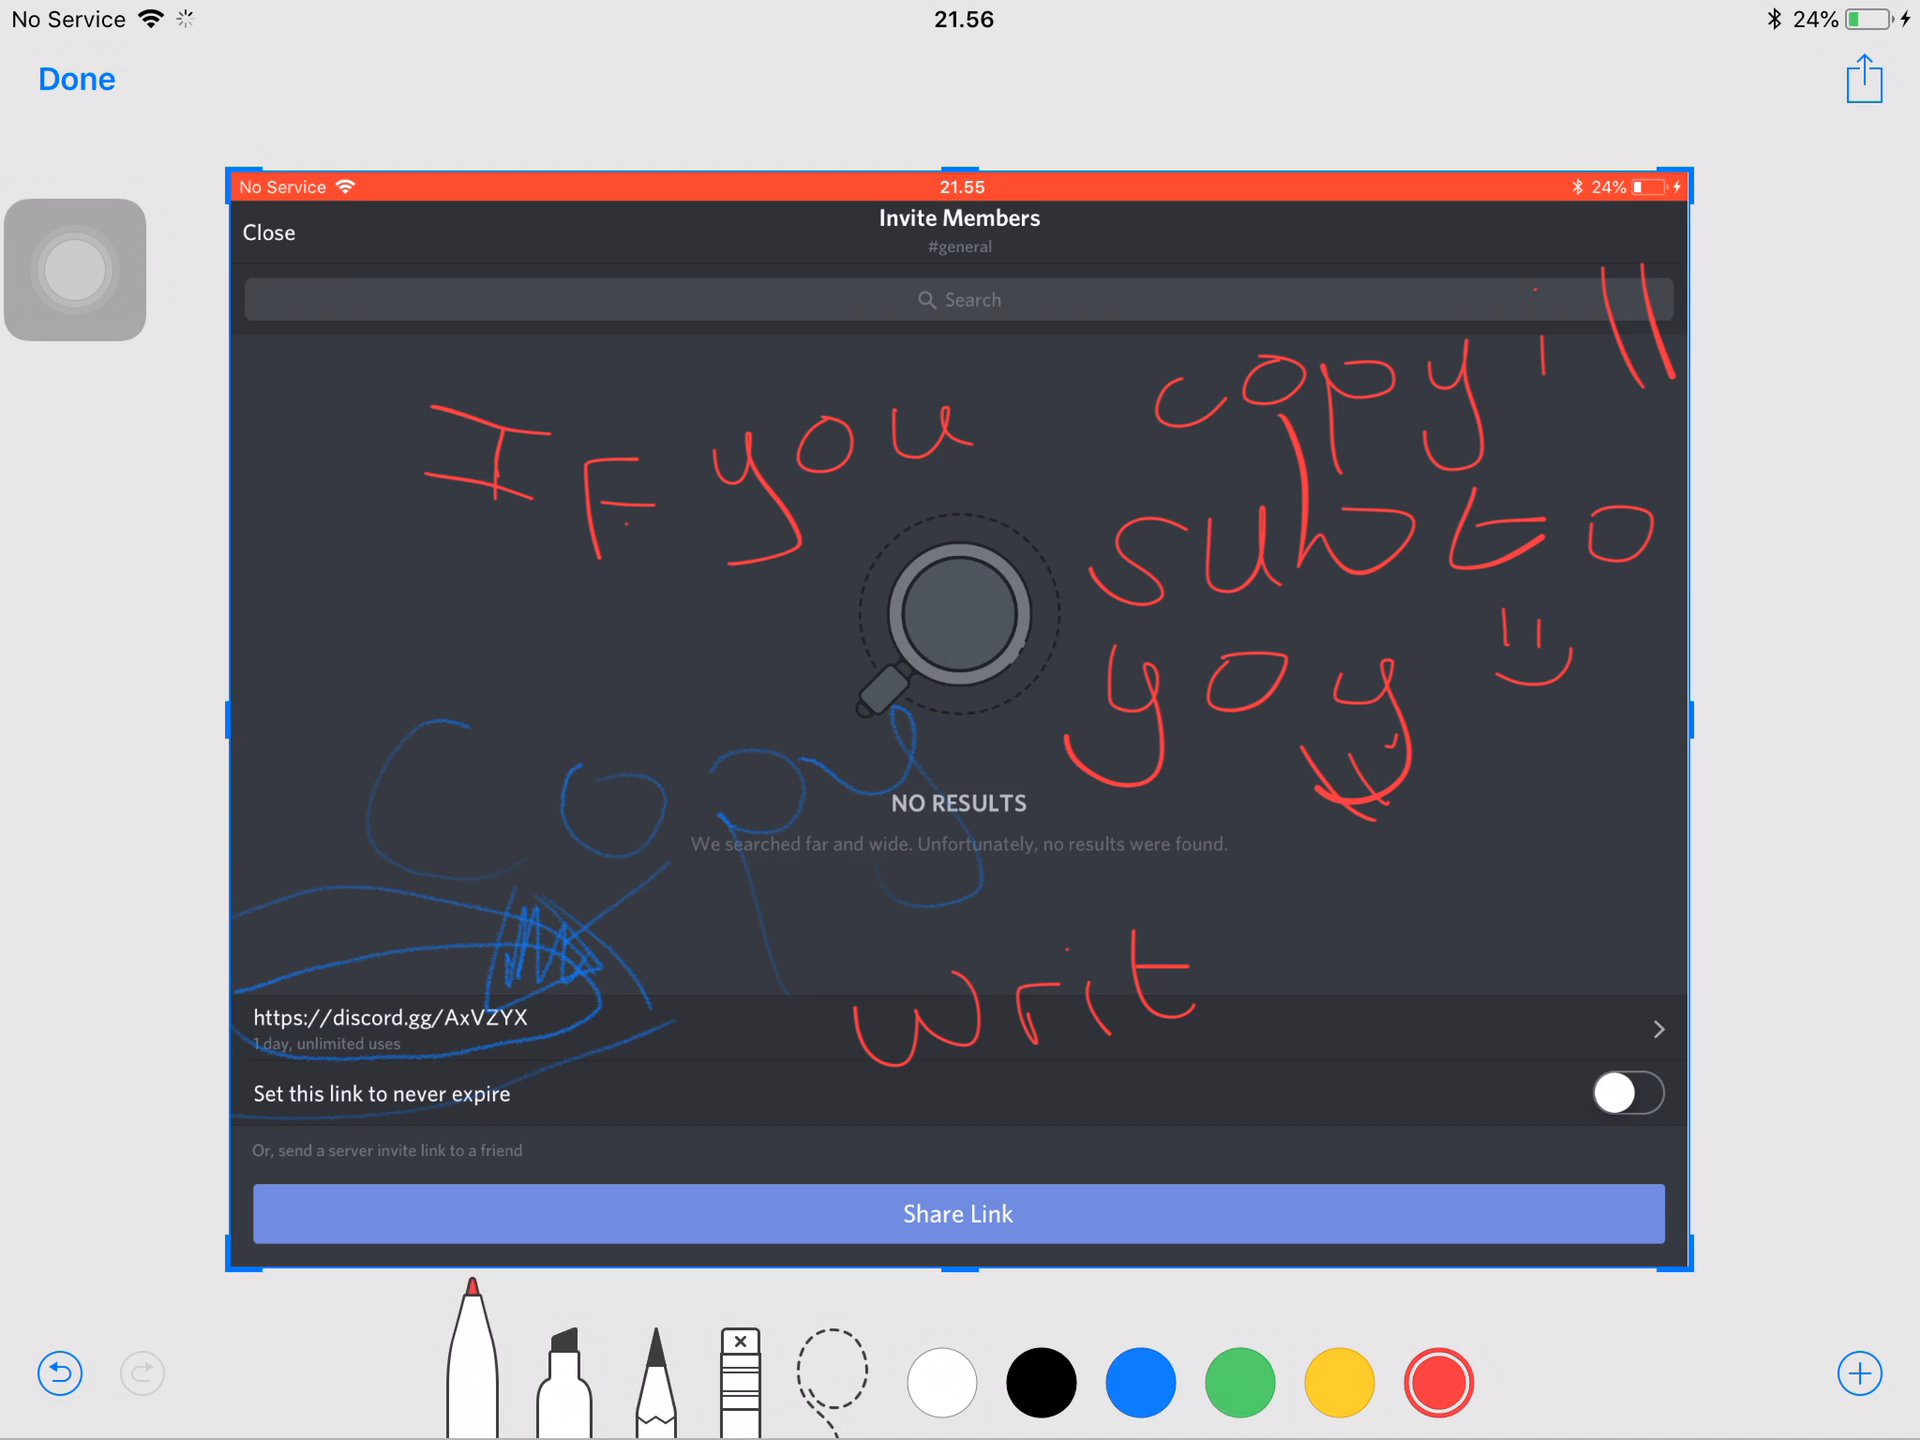 No Service 21.56 24%
Done
No Service 21.55 24%
Close Invite Members
#general
Search
IF you copy i'll
sub to
yoy
Copy
NO RESULTS
We searched far and wide. Unfortunately, no results were found.
writ
https://discord.gg/AxVZYX
1 day, unlimited uses
Set this link to never expire
Or, send a server invite link to a friend
Share Link